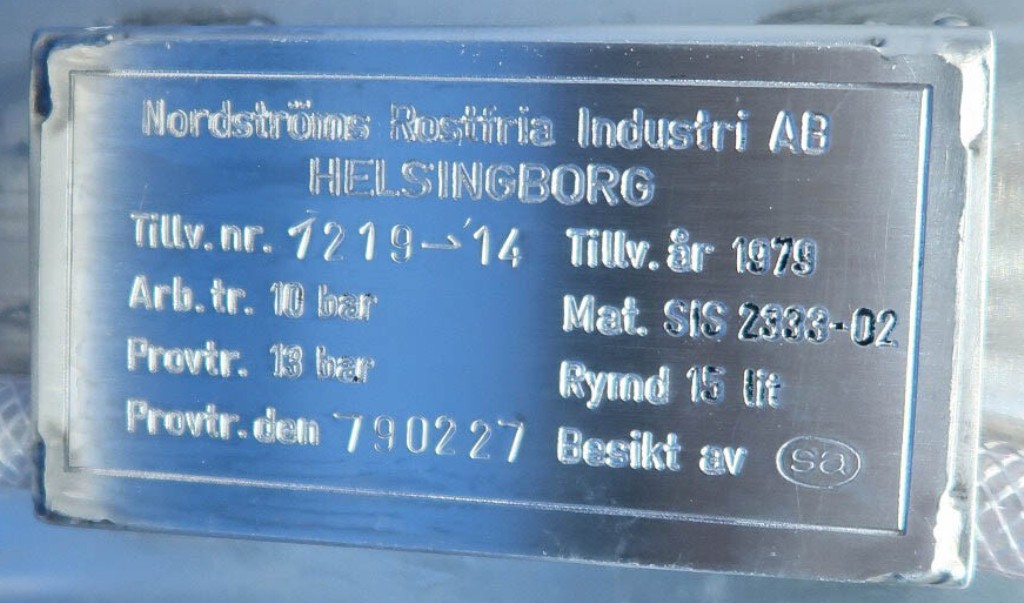 Nordströms Rostfria Industri AB
HELSINGBORG
Tillv. nr. 1219-14 Tillv. år 1979
Arb. tr. 10 bar Mat. SIS 2333-02
Provtr. 13 bar Rymd 15 lit
Provtr. den 790227 Besikt av sa